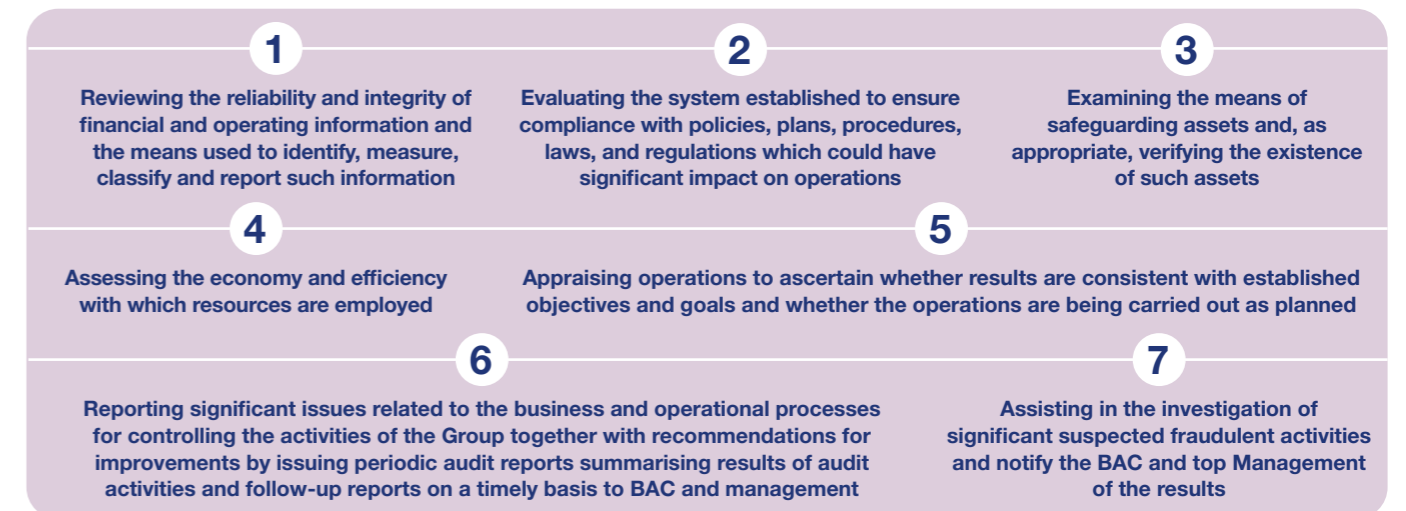 1
Reviewing the reliability and integrity of
financial and operating information and
the means used to identify, measure,
classify and report such information
2
Evaluating the system established to ensure
compliance with policies, plans, procedures,
laws, and regulations which could have
significant impact on operations
3
Examining the means of
safeguarding assets and, as
appropriate, verifying the existence
of such assets
4
Assessing the economy and efficiency
with which resources are employed
5
Appraising operations to ascertain whether results are consistent with established
objectives and goals and whether the operations are being carried out as planned
6
Reporting significant issues related to the business and operational processes
for controlling the activities of the Group together with recommendations for
improvements by issuing periodic audit reports summarising results of audit
activities and follow-up reports on a timely basis to BAC and management
7
Assisting in the investigation of
significant suspected fraudulent activities
and notify the BAC and top Management
of the results